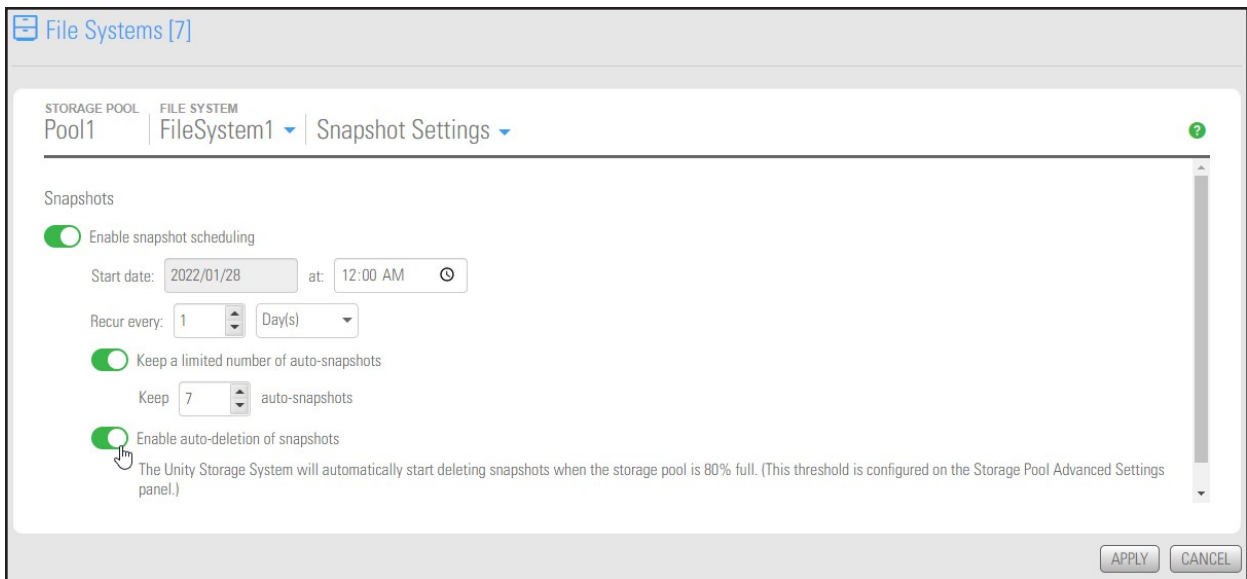 File Systems [7]
STORAGE POOL FILE SYSTEM
Pool1 FileSystem1 Snapshot Settings
?
Snapshots
Enable snapshot scheduling
Start date: 2022/01/28 at: 12:00 AM
Recur every: 1 Day(s)
Keep a limited number of auto-snapshots
Keep 7 auto-snapshots
Enable auto-deletion of snapshots
The Unity Storage System will automatically start deleting snapshots when the storage pool is 80% full. (This threshold is configured on the Storage Pool Advanced Settings
panel.)
APPLY CANCEL